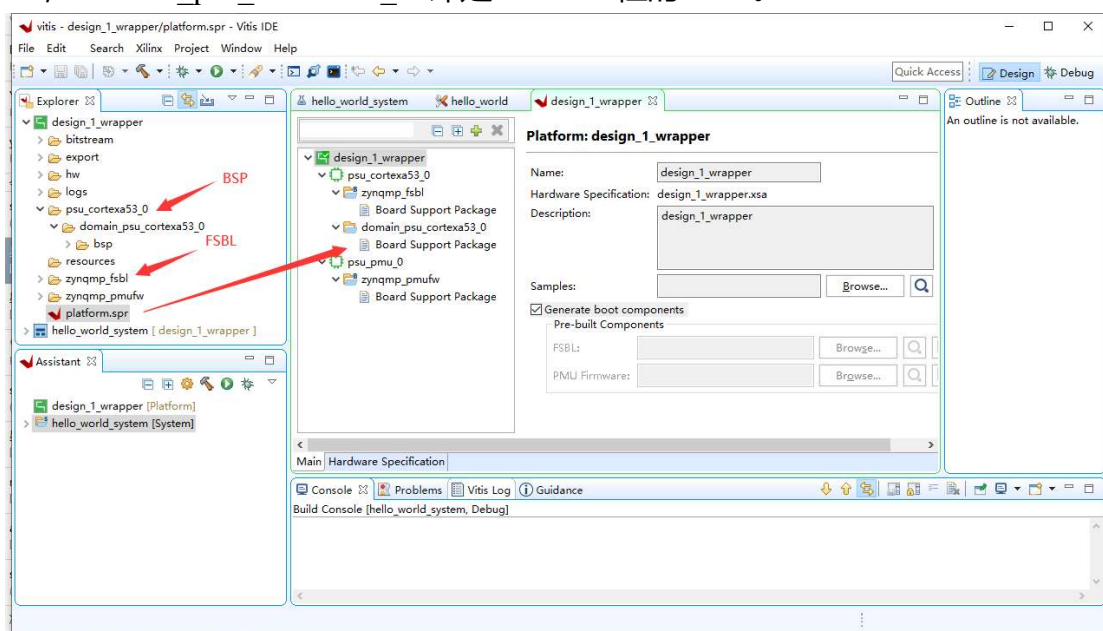 vitis - design_1_wrapper/platform.spr - Vitis IDE
File Edit Search Xilinx Project Window Help
Quick Access
Design
Debug
Explorer
design_1_wrapper
bitstream
export
hw
logs
psu_cortexa53_0
domain_psu_cortexa53_0
bsp
resources
zynqmp_fsbl
zynqmp_pmufw
platform.spr
hello_world_system [ design_1_wrapper ]
BSP
FSBL
Assistant
design_1_wrapper [Platform]
hello_world_system [System]
hello_world_system
hello_world
design_1_wrapper
design_1_wrapper
psu_cortexa53_0
zynqmp_fsbl
Board Support Package
domain_psu_cortexa53_0
Board Support Package
psu_pmu_0
zynqmp_pmufw
Board Support Package
Platform: design_1_wrapper
Name: design_1_wrapper
Hardware Specification: design_1_wrapper.xsa
Description: design_1_wrapper
Samples: Browse...
Generate boot components
Pre-built Components
FSBL: Browse...
PMU Firmware: Browse...
Main
Hardware Specification
Outline
An outline is not available.
Console
Problems
Vitis Log
Guidance
Build Console [hello_world_system, Debug]